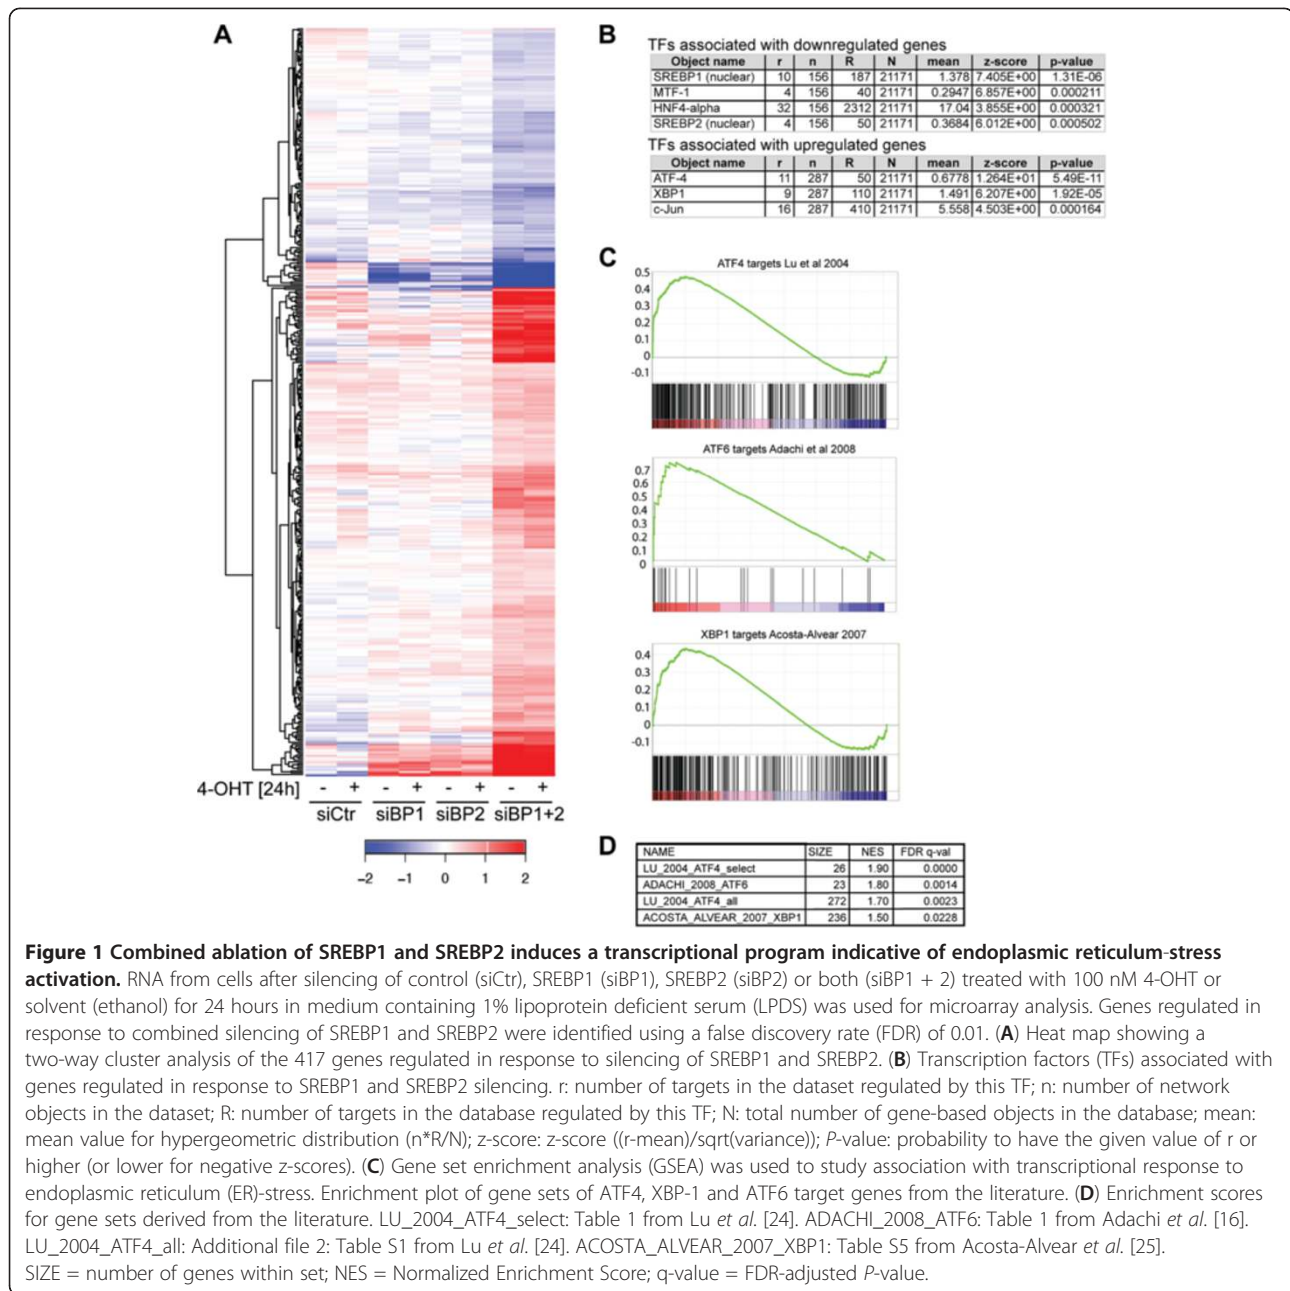 A
4-OHT [24h]
- + - + - + - +
siCtr siBP1 siBP2 siBP1+2
−2 −1 0 1 2
B
TFs associated with downregulated genes
Object name r n R N mean z-score p-value
SREBP1 (nuclear) 10 156 187 21171 1.378 7.405E+00 1.31E-06
MTF-1 4 156 40 21171 0.2947 6.857E+00 0.000211
HNF4-alpha 32 156 2312 21171 17.04 3.855E+00 0.000321
SREBP2 (nuclear) 4 156 50 21171 0.3684 6.012E+00 0.000502
TFs associated with upregulated genes
Object name r n R N mean z-score p-value
ATF-4 11 287 50 21171 0.6778 1.264E+01 5.49E-11
XBP1 9 287 110 21171 1.491 6.207E+00 1.92E-05
c-Jun 16 287 410 21171 5.558 4.503E+00 0.000164
C
ATF4 targets Lu et al 2004
0.5
0.4
0.3
0.2
0.1
0
-0.1
ATF6 targets Adachi et al 2008
0.7
0.6
0.5
0.4
0.3
0.2
0.1
0
XBP1 targets Acosta-Alvear 2007
0.4
0.3
0.2
0.1
0
-0.1
D
NAME SIZE NES FDR q-val
LU_2004_ATF4_select 26 1.90 0.0000
ADACHI_2008_ATF6 23 1.80 0.0014
LU_2004_ATF4_all 272 1.70 0.0023
ACOSTA_ALVEAR_2007_XBP1 236 1.50 0.0228
Figure 1 Combined ablation of SREBP1 and SREBP2 induces a transcriptional program indicative of endoplasmic reticulum-stress
activation. RNA from cells after silencing of control (siCtr), SREBP1 (siBP1), SREBP2 (siBP2) or both (siBP1 + 2) treated with 100 nM 4-OHT or
solvent (ethanol) for 24 hours in medium containing 1% lipoprotein deficient serum (LPDS) was used for microarray analysis. Genes regulated in
response to combined silencing of SREBP1 and SREBP2 were identified using a false discovery rate (FDR) of 0.01. (A) Heat map showing a
two-way cluster analysis of the 417 genes regulated in response to silencing of SREBP1 and SREBP2. (B) Transcription factors (TFs) associated with
genes regulated in response to SREBP1 and SREBP2 silencing. r: number of targets in the dataset regulated by this TF; n: number of network
objects in the dataset; R: number of targets in the database regulated by this TF; N: total number of gene-based objects in the database; mean:
mean value for hypergeometric distribution (n*R/N); z-score: z-score ((r-mean)/sqrt(variance)); P-value: probability to have the given value of r or
higher (or lower for negative z-scores). (C) Gene set enrichment analysis (GSEA) was used to study association with transcriptional response to
endoplasmic reticulum (ER)-stress. Enrichment plot of gene sets of ATF4, XBP-1 and ATF6 target genes from the literature. (D) Enrichment scores
for gene sets derived from the literature. LU_2004_ATF4_select: Table 1 from Lu et al. [24]. ADACHI_2008_ATF6: Table 1 from Adachi et al. [16].
LU_2004_ATF4_all: Additional file 2: Table S1 from Lu et al. [24]. ACOSTA_ALVEAR_2007_XBP1: Table S5 from Acosta-Alvear et al. [25].
SIZE = number of genes within set; NES = Normalized Enrichment Score; q-value = FDR-adjusted P-value.